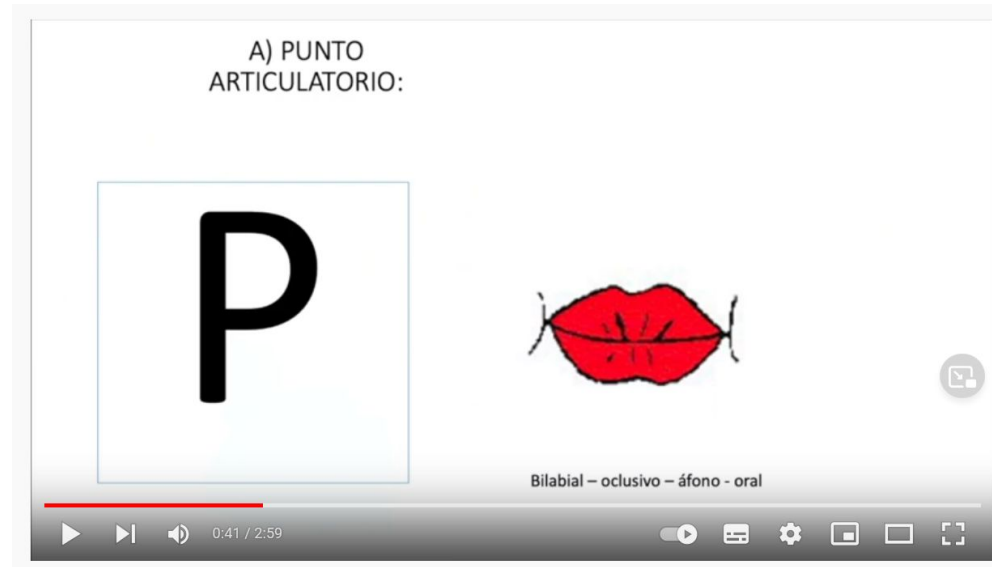 A) PUNTO
ARTICULATORIO:
P
Bilabial – oclusivo – áfono - oral
0:41 / 2:59